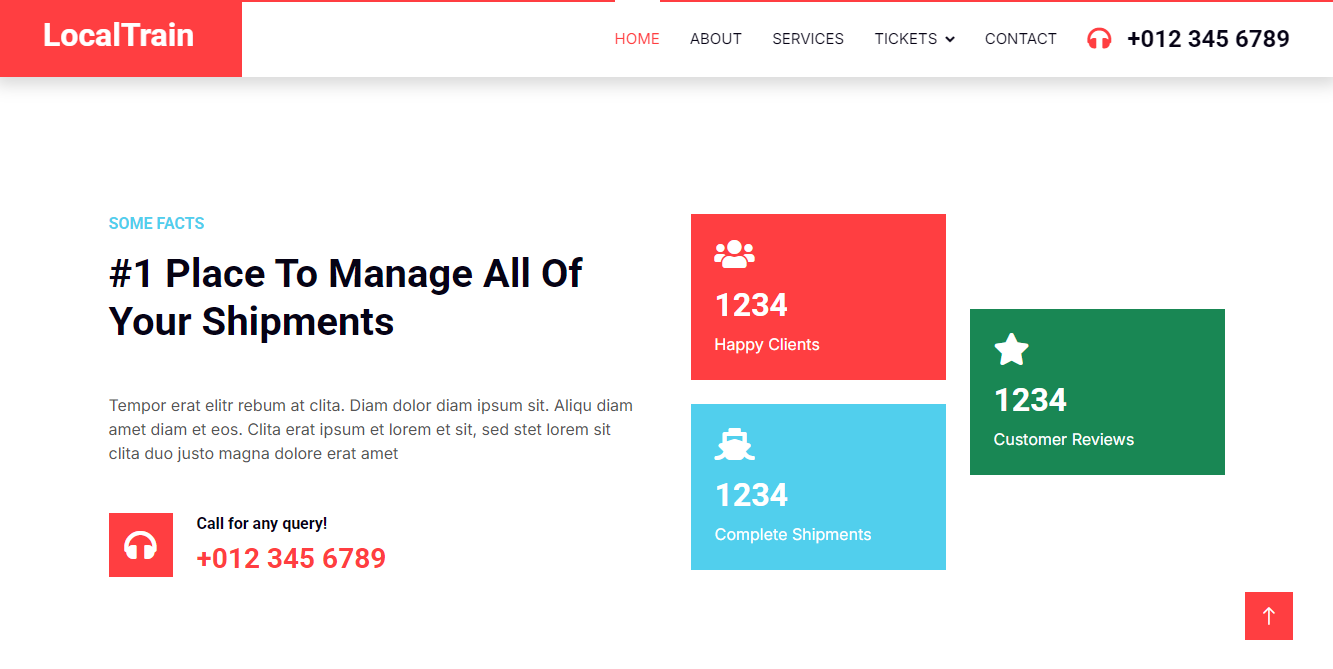 LocalTrain
HOME ABOUT SERVICES TICKETS CONTACT +012 345 6789
SOME FACTS
#1 Place To Manage All Of
Your Shipments
Tempor erat elitr rebum at clita. Diam dolor diam ipsum sit. Aliqu diam
amet diam et eos. Clita erat ipsum et lorem et sit, sed stet lorem sit
clita duo justo magna dolore erat amet
Call for any query!
+012 345 6789
1234
Happy Clients
1234
Complete Shipments
1234
Customer Reviews